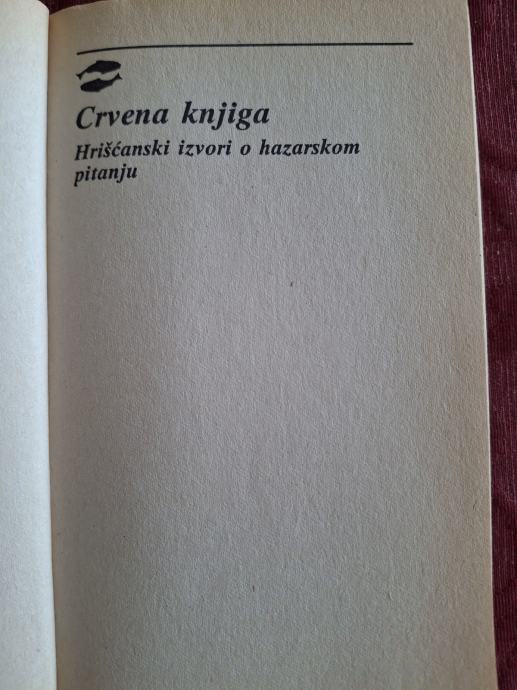 Crvena knjiga
Hrišćanski izvori o hazarskom
pitanju